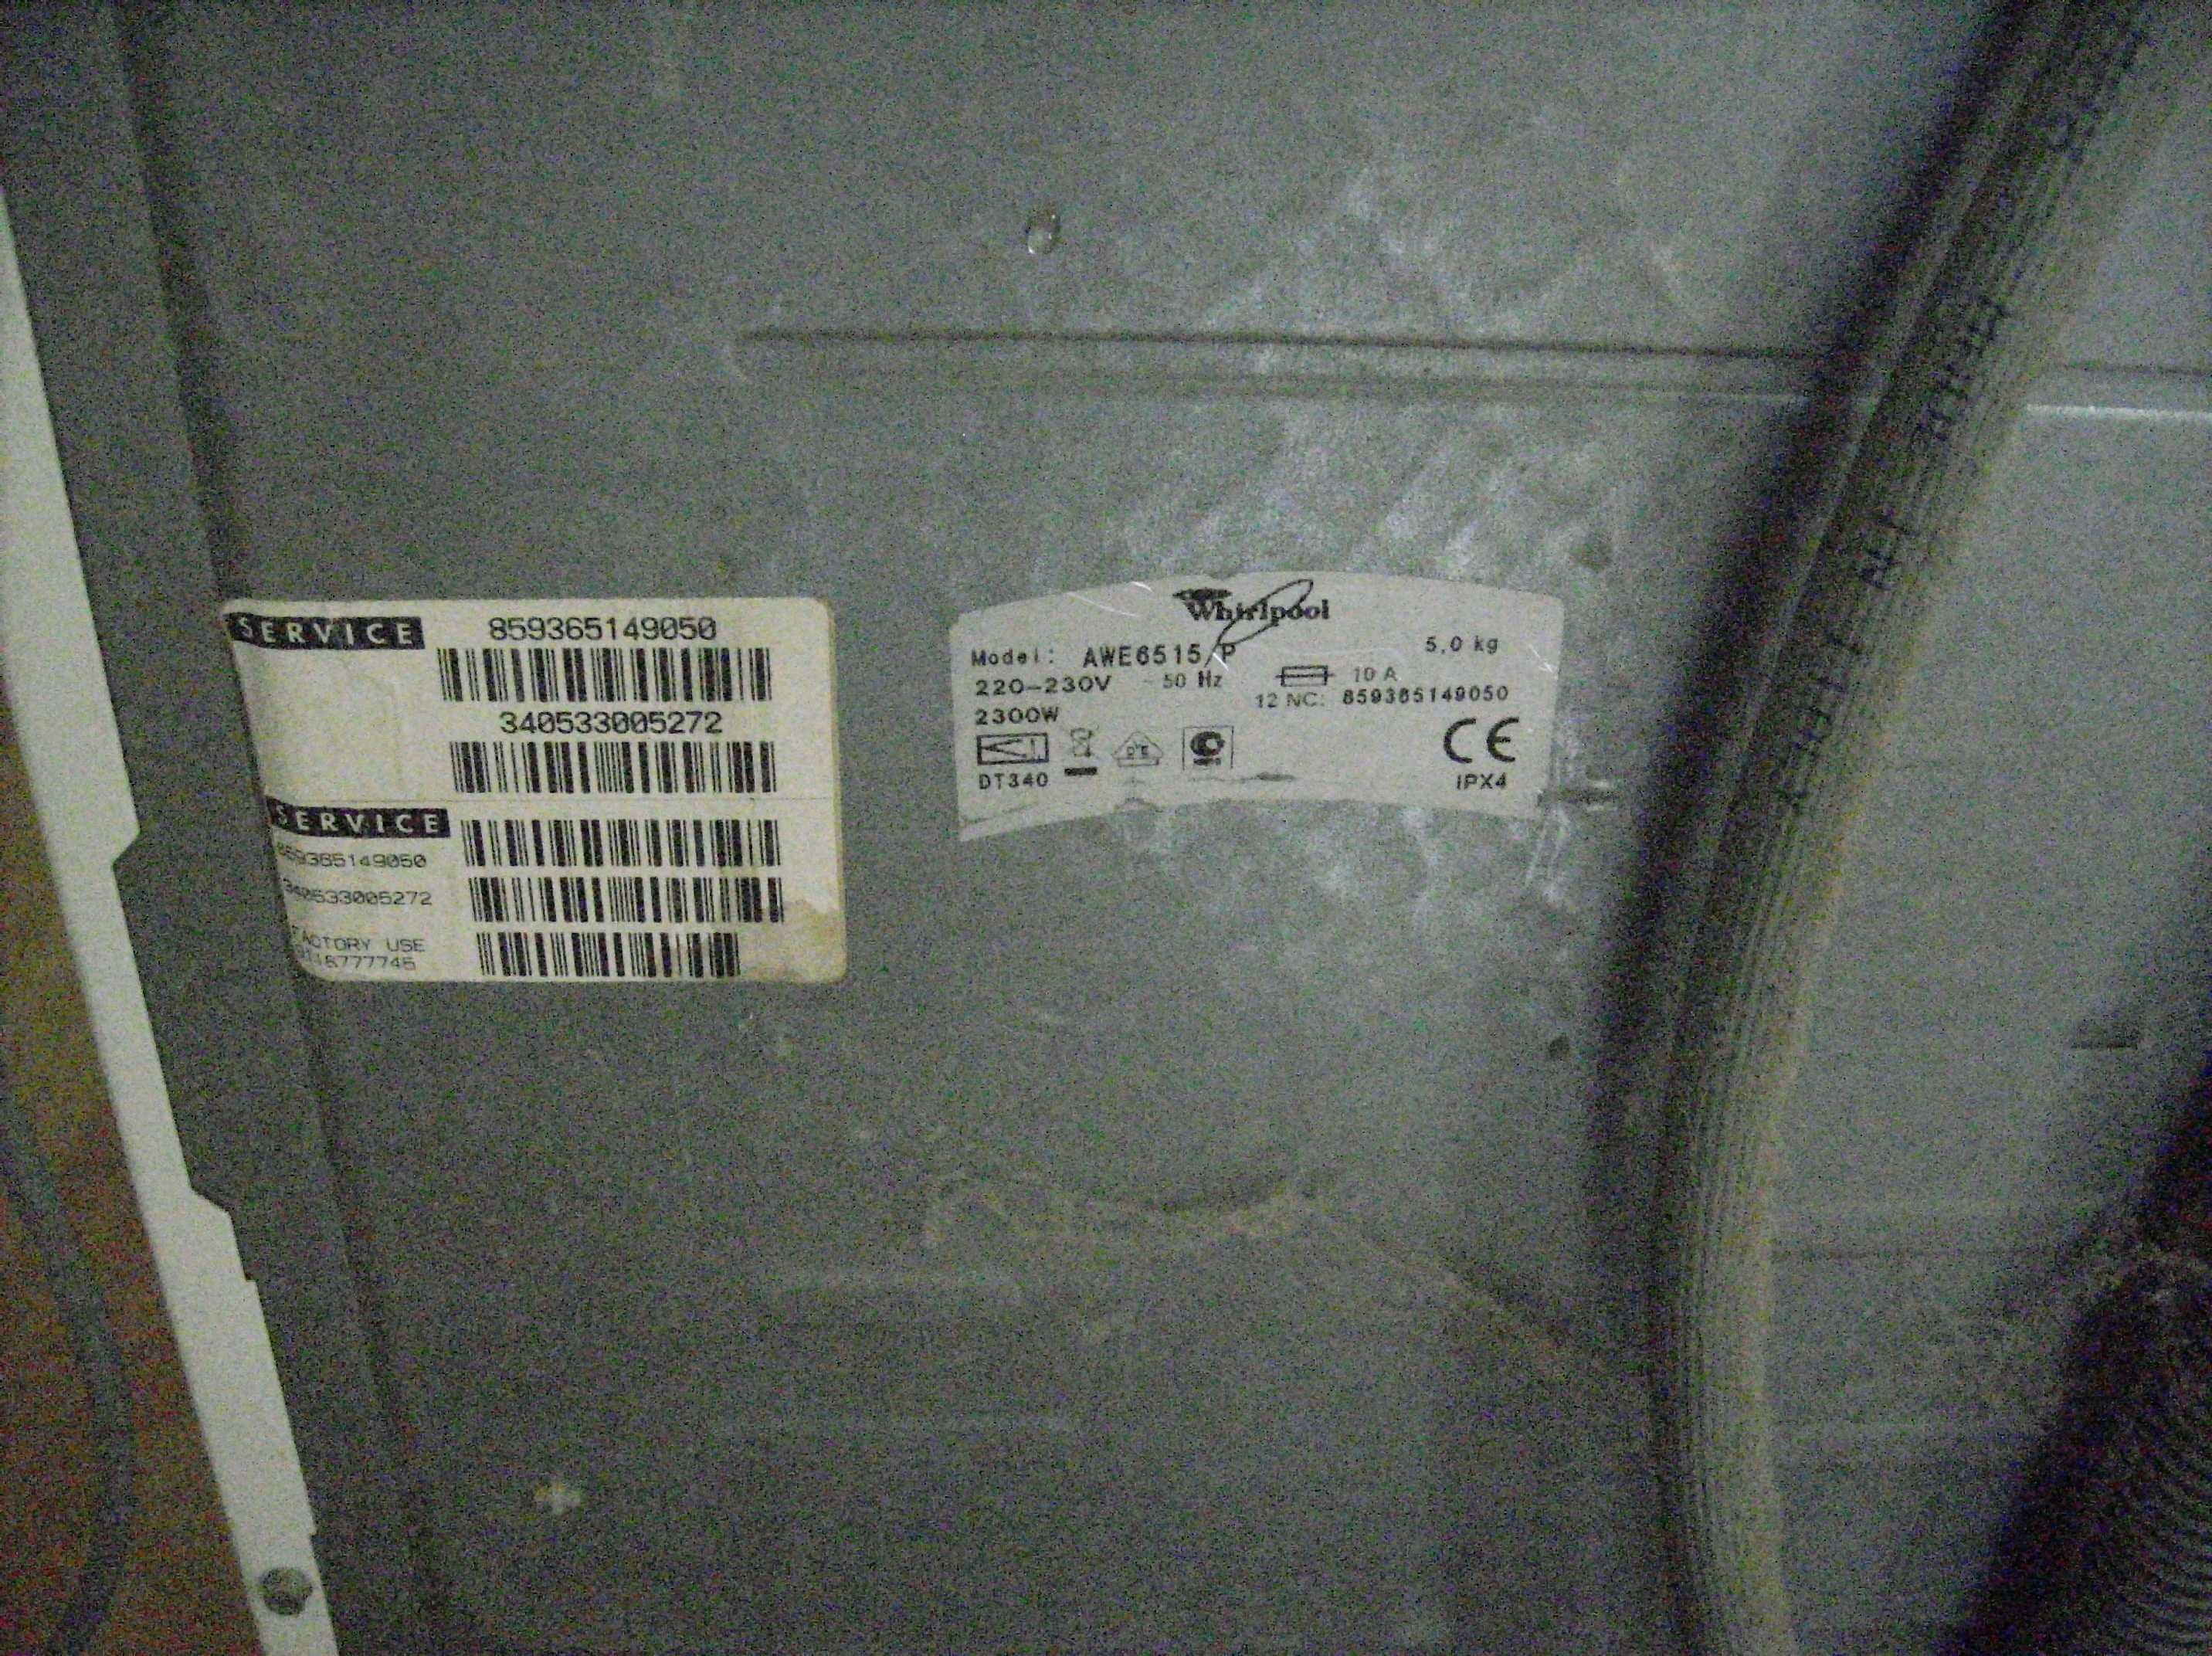 SERVICE
859365149050
340533005272
SERVICE
859365149050
340533005272
FACTORY USE
Whirlpool
Model: AWE6515/P
5,0 kg
220-230V ~ 50 Hz
10 A
2300W
12 NC: 859365149050
DT340
CE
IPX4